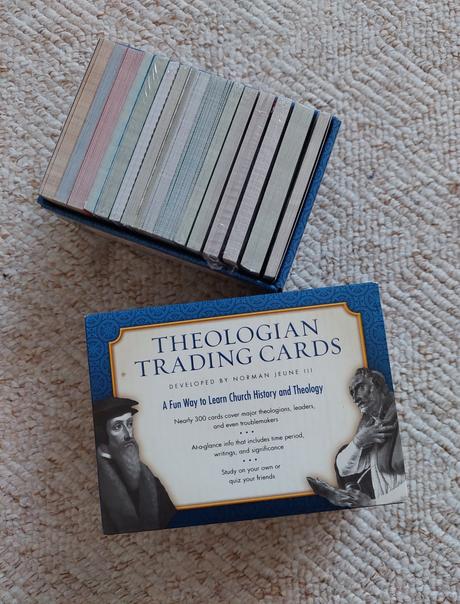 THEOLOGIAN
TRADING CARDS
DEVELOPED BY NORMAN JEUNE III
A Fun Way to Learn Church History and Theology
Nearly 300 cards cover major theologians, leaders,
and even troublemakers
• • •
At-a-glance info that includes time period,
writings, and significance
• • •
Study on your own or
quiz your friends